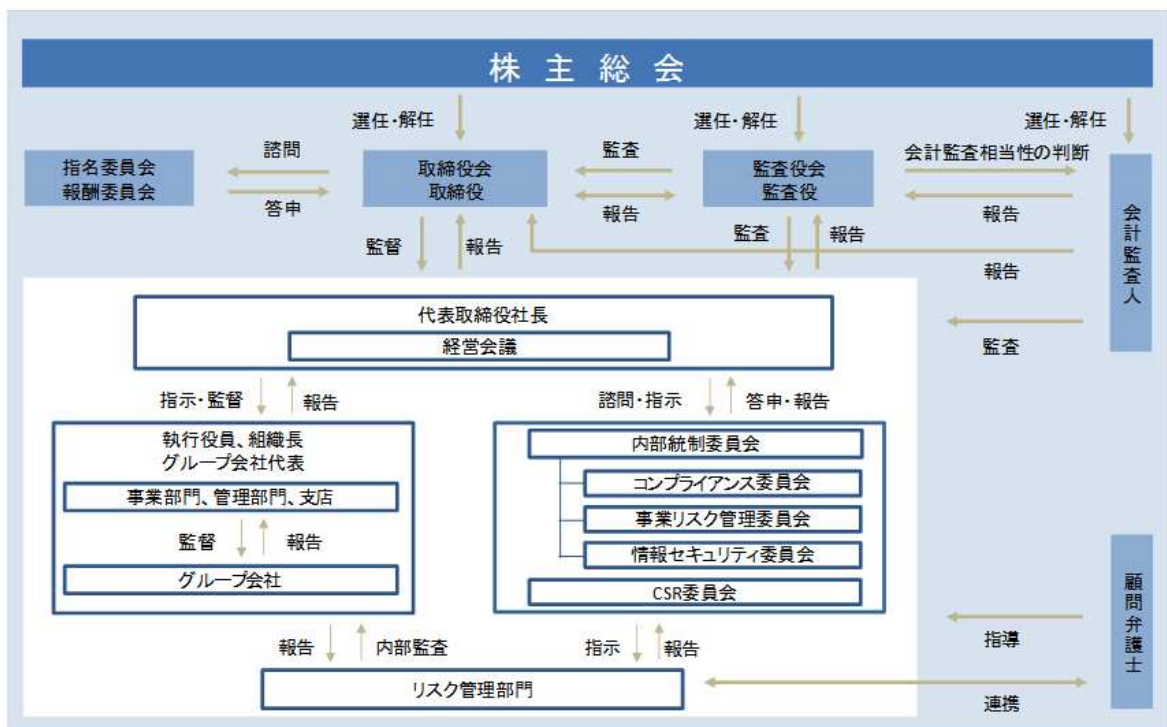 株主総会
選任・解任
選任・解任
選任・解任
指名委員会
報酬委員会
諮問
答申
取締役会
取締役
監査
報告
監査役会
監査役
会計監査相当性の判断
報告
会計監査人
監督
報告
監査
報告
報告
監査
代表取締役社長
経営会議
指示・監督
報告
諮問・指示
答申・報告
執行役員、組織長
グループ会社代表
事業部門、管理部門、支店
監督
報告
グループ会社
内部統制委員会
コンプライアンス委員会
事業リスク管理委員会
情報セキュリティ委員会
CSR委員会
報告
内部監査
指示
報告
リスク管理部門
顧問弁護士
指導
連携